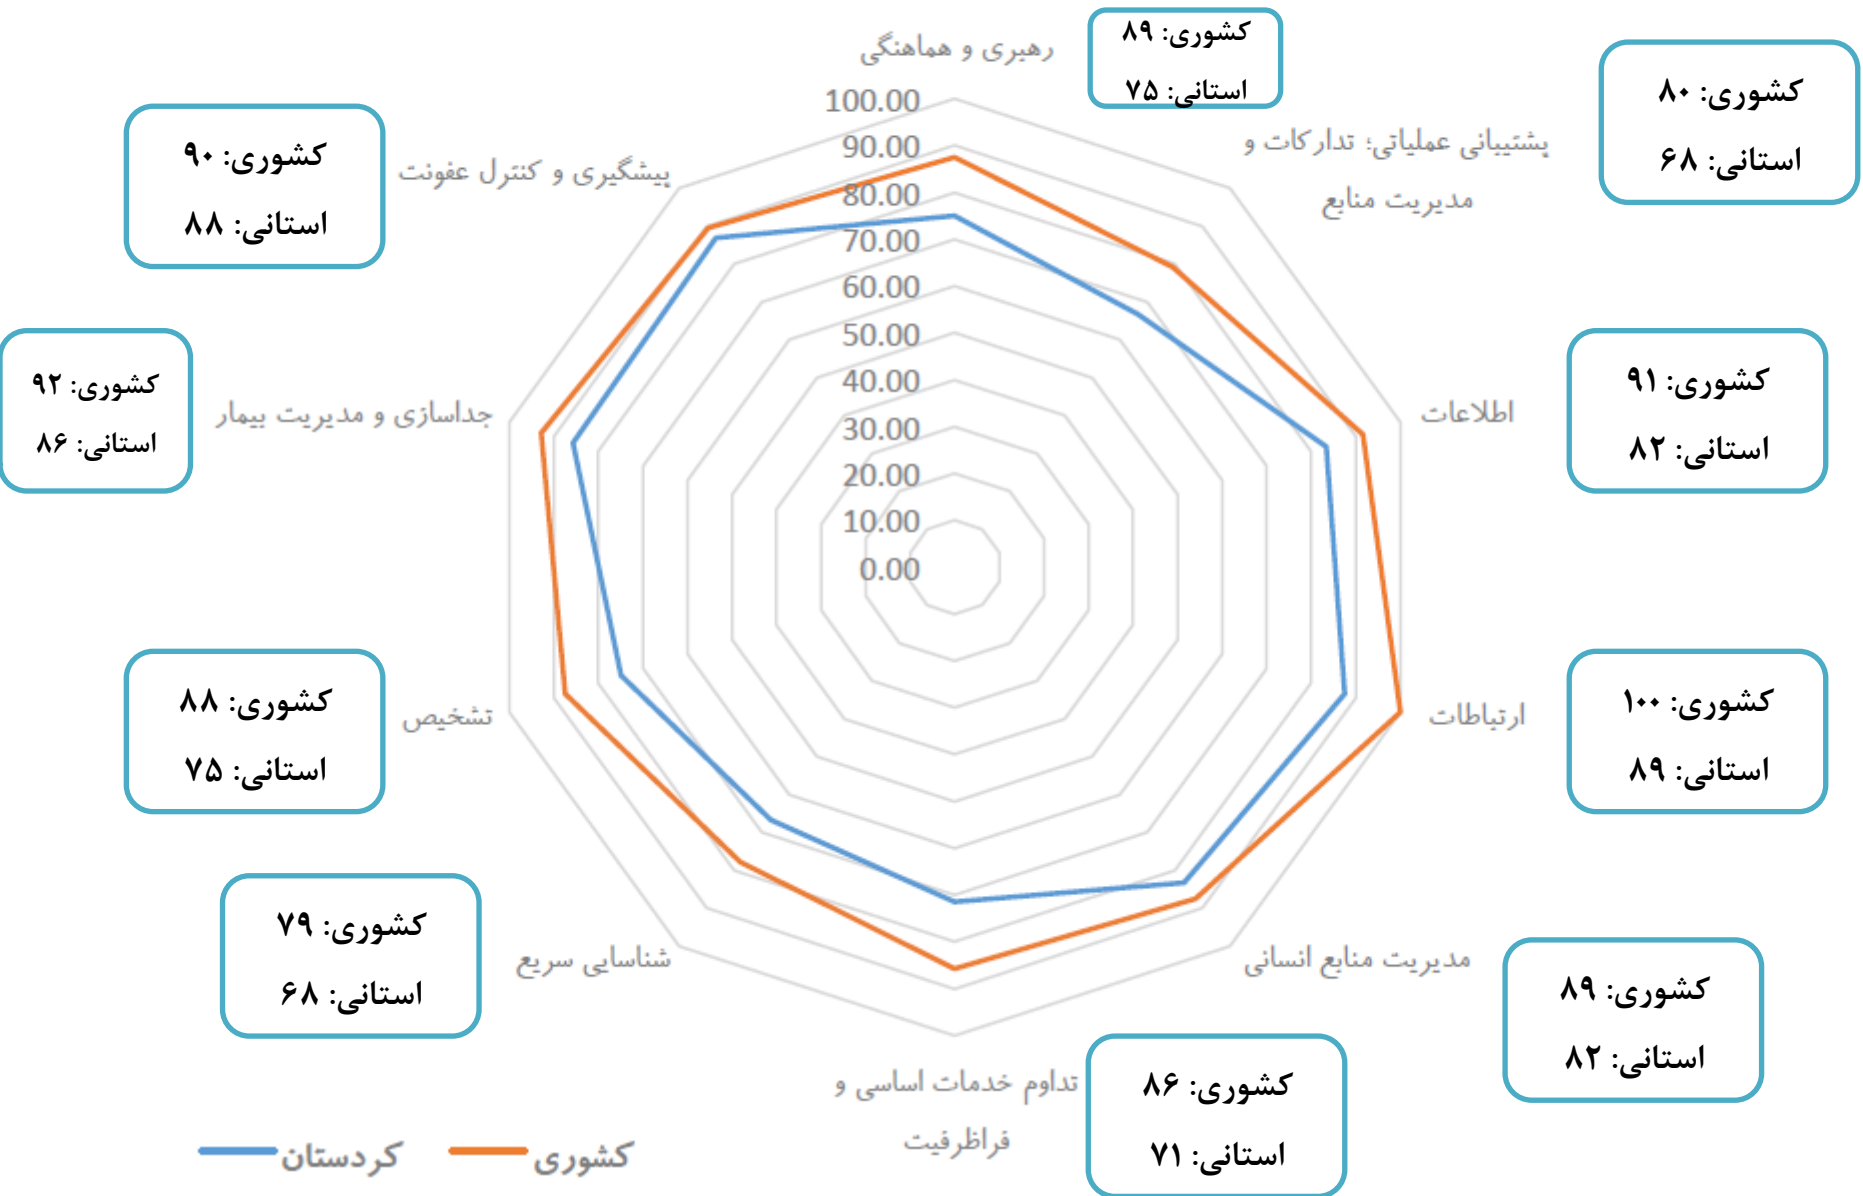 رهبری و هماهنگی
کشوری: ۸۹
استانی: ۷۵
پشتیبانی عملیاتی؛ تدارکات و
مدیریت منابع
کشوری: ۸۰
استانی: ۶۸
اطلاعات
کشوری: ۹۱
استانی: ۸۲
ارتباطات
کشوری: ۱۰۰
استانی: ۸۹
مدیریت منابع انسانی
کشوری: ۸۹
استانی: ۸۲
تداوم خدمات اساسی و
فراظرفیت
کشوری: ۸۶
استانی: ۷۱
شناسایی سریع
کشوری: ۷۹
استانی: ۶۸
تشخیص
کشوری: ۸۸
استانی: ۷۵
جداسازی و مدیریت بیمار
کشوری: ۹۲
استانی: ۸۶
پیشگیری و کنترل عفونت
کشوری: ۹۰
استانی: ۸۸
100.00
90.00
80.00
70.00
60.00
50.00
40.00
30.00
20.00
10.00
0.00
کشوری
کردستان